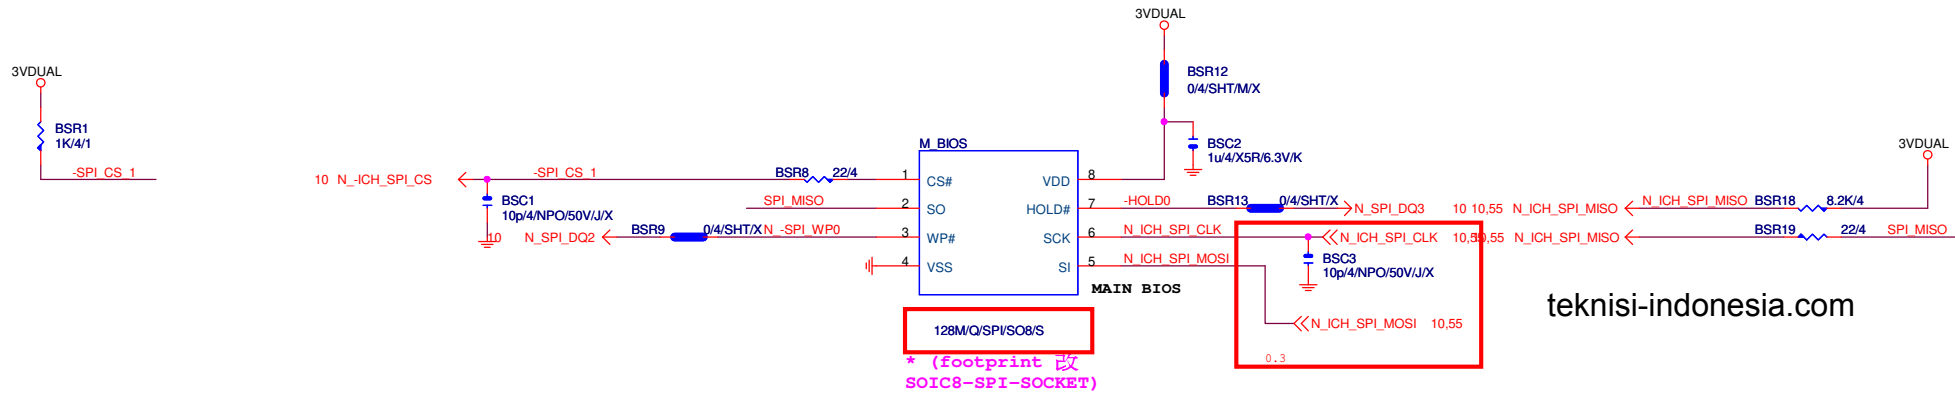 3VDUAL
BSR1
1K/4/1
-SPI_CS_1
10 N_-ICH_SPI_CS
BSC1
10p/4/NPO/50V/J/X
10 N_SPI_DQ2
-SPI_CS_1
BSR8 22/4
SPI_MISO
BSR9 0/4/SHT/X N_-SPI_WP0
M_BIOS
1 CS#
2 SO
3 WP#
4 VSS
VDD 8
HOLD# 7
SCK 6
SI 5
MAIN BIOS
128M/Q/SPI/SO8/S
* (footprint 改
SOIC8-SPI-SOCKET)
3VDUAL
BSR12
0/4/SHT/M/X
BSC2
1u/4/X5R/6.3V/K
-HOLD0 BSR13 0/4/SHT/X N_SPI_DQ3 10
N_ICH_SPI_CLK N_ICH_SPI_CLK 10,55
BSC3
10p/4/NPO/50V/J/X
N_ICH_SPI_MOSI
N_ICH_SPI_MOSI 10,55
0.3
3VDUAL
10,55 N_ICH_SPI_MISO N_ICH_SPI_MISO BSR18 8.2K/4
10,55 N_ICH_SPI_MISO BSR19 22/4 SPI_MISO
teknisi-indonesia.com